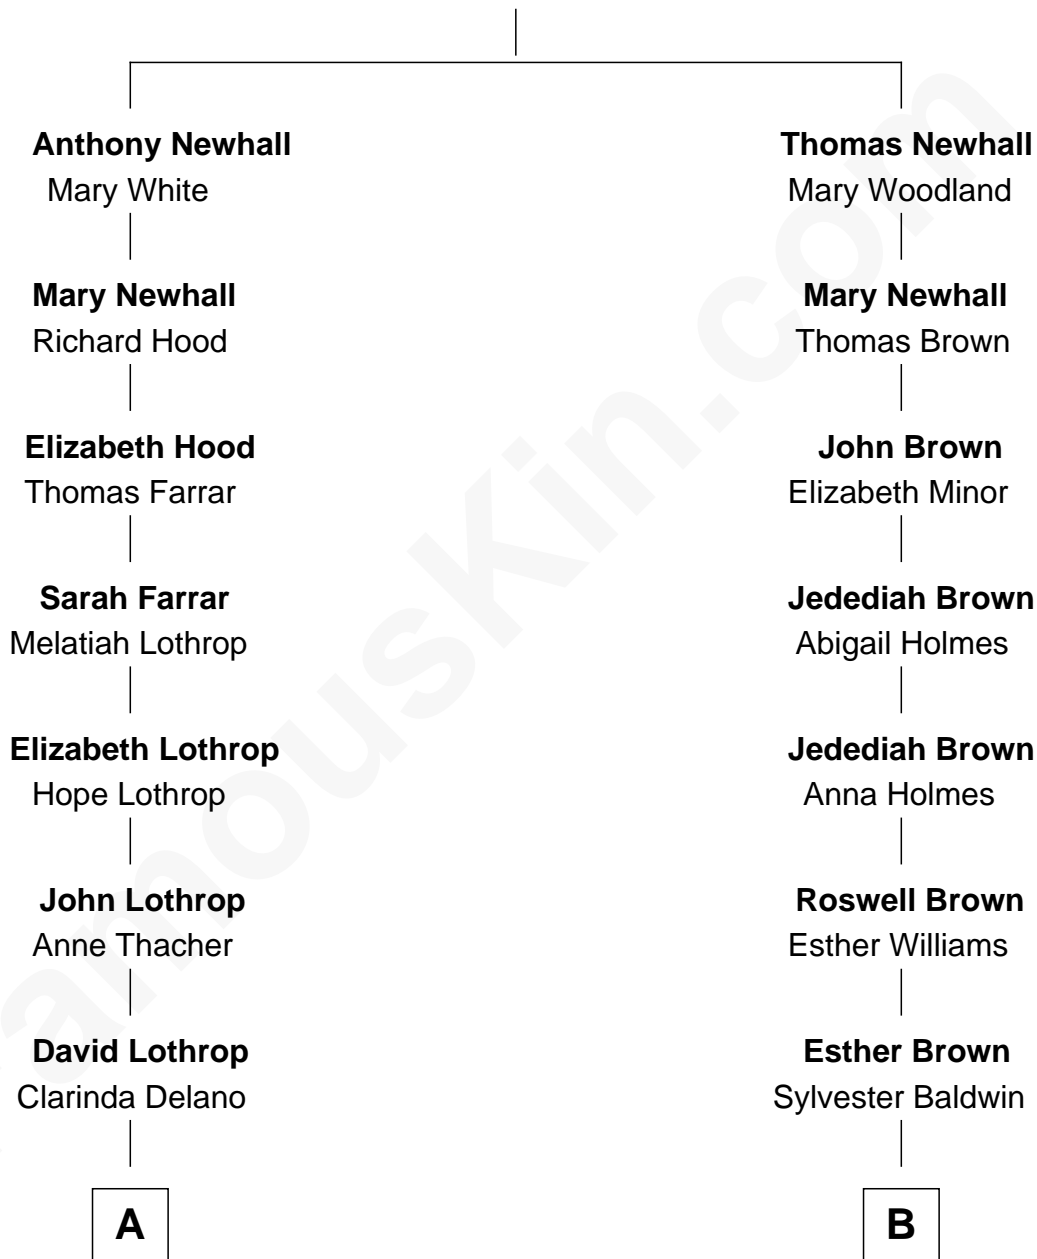 Anthony Newhall
Mary White
Mary Newhall
Richard Hood
Elizabeth Hood
Thomas Farrar
Sarah Farrar
Melatiah Lothrop
Elizabeth Lothrop
Hope Lothrop
John Lothrop
Anne Thacher
David Lothrop
Clarinda Delano
A
Thomas Newhall
Mary Woodland
Mary Newhall
Thomas Brown
John Brown
Elizabeth Minor
Jedediah Brown
Abigail Holmes
Jedediah Brown
Anna Holmes
Roswell Brown
Esther Williams
Esther Brown
Sylvester Baldwin
B
amousKin.com